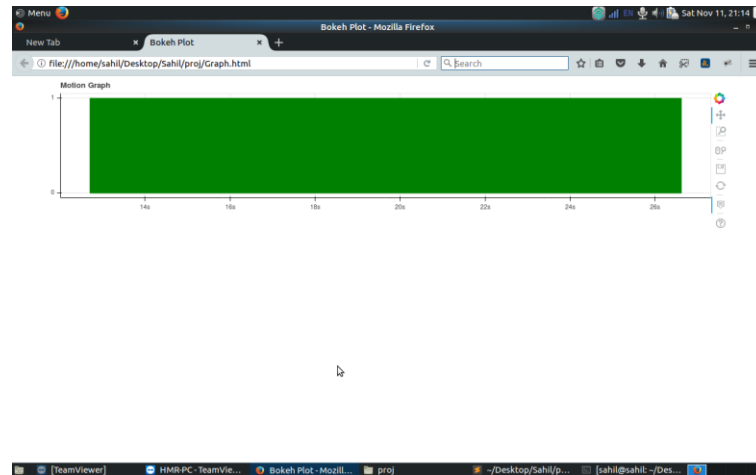 Menu
EN
Sat Nov 11, 21:14
Bokeh Plot - Mozilla Firefox
New Tab
Bokeh Plot
file:///home/sahil/Desktop/Sahil/proj/Graph.html
Search
Motion Graph
1
0
14s 16s 18s 20s 22s 24s 26s
[TeamViewer]
HMR-PC - TeamVie...
Bokeh Plot - Mozill...
proj
~/Desktop/Sahil/p...
[sahil@sahil: ~/Des...